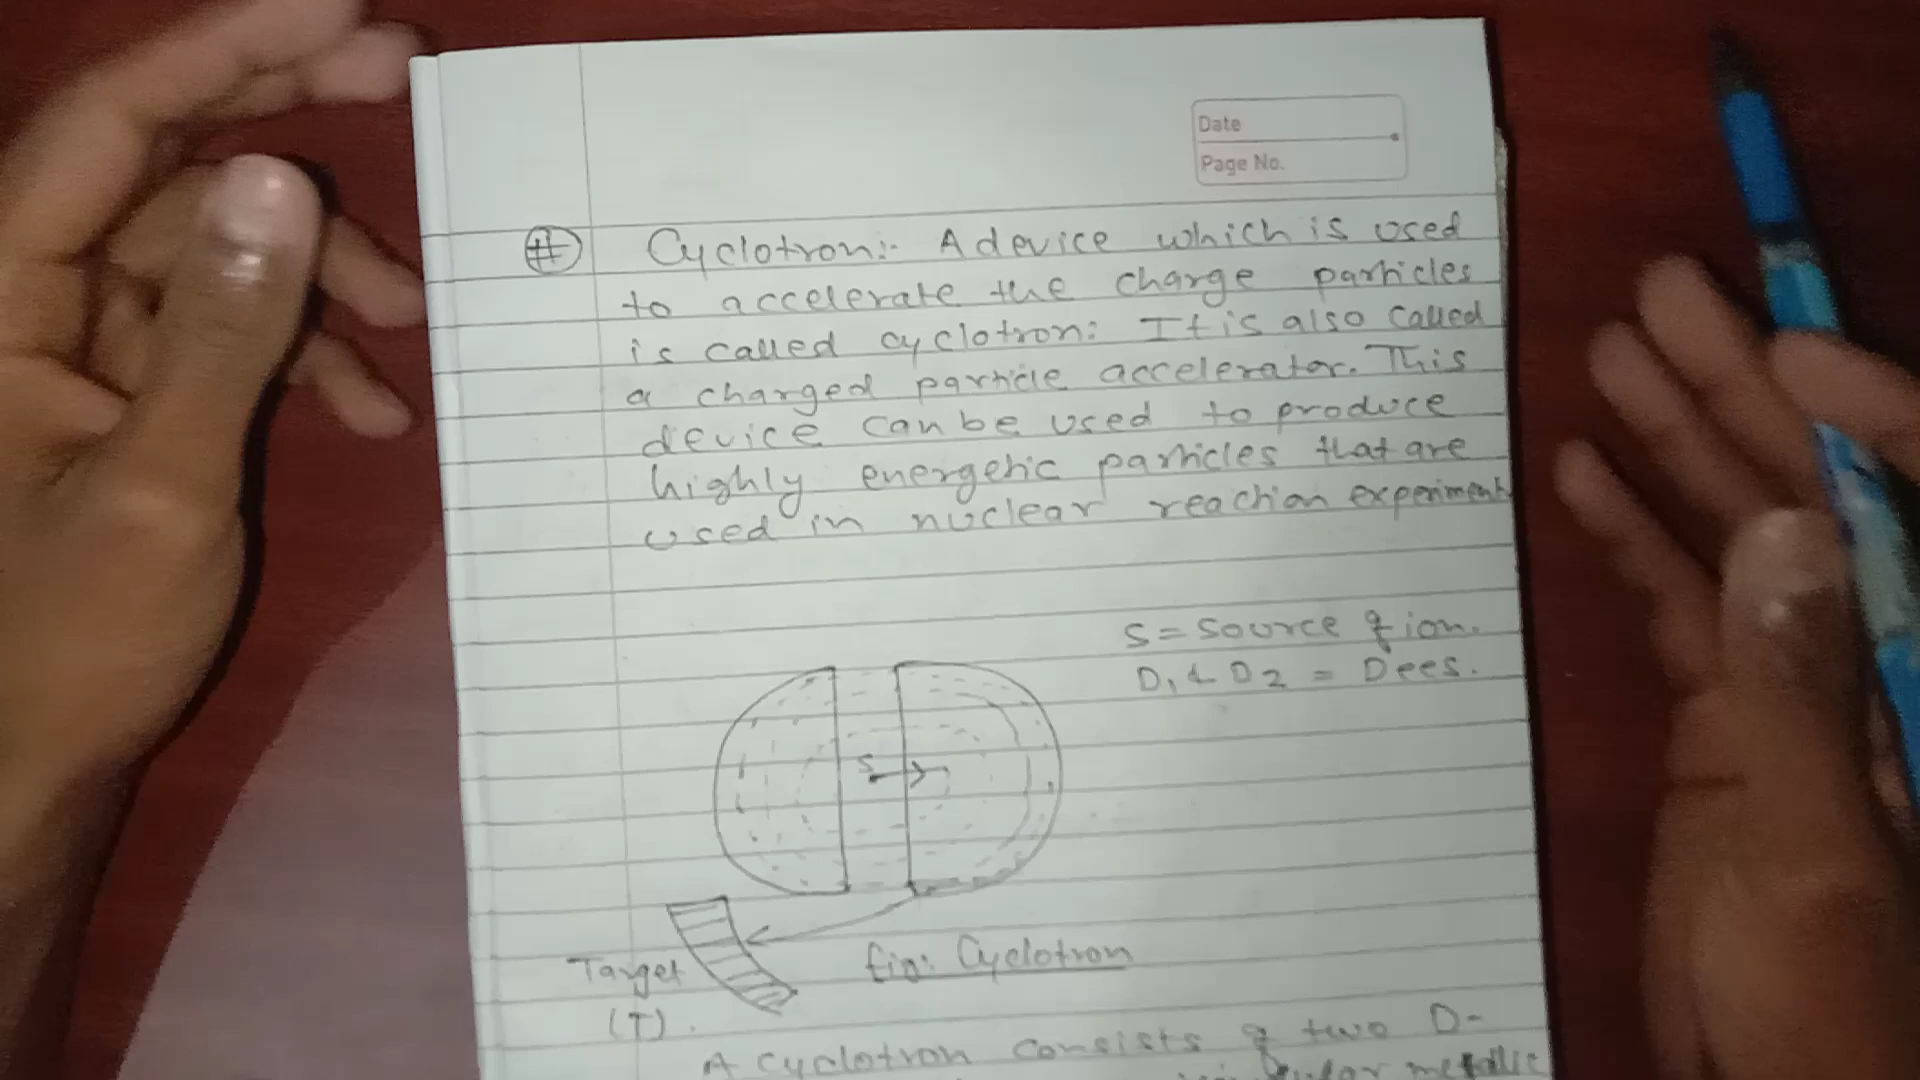 Date
Page No.
# Cyclotron:- A device which is used
to accelerate the charge particles
is called cyclotron: It is also called
a charged particle accelerator. This
device can be used to produce
highly energetic particles that are
used in nuclear reaction experiment
S = Source of ion.
D1 & D2 = Dees.
S
Target
(T).
fig: Cyclotron
A cyclotron consists of two D-
metallic